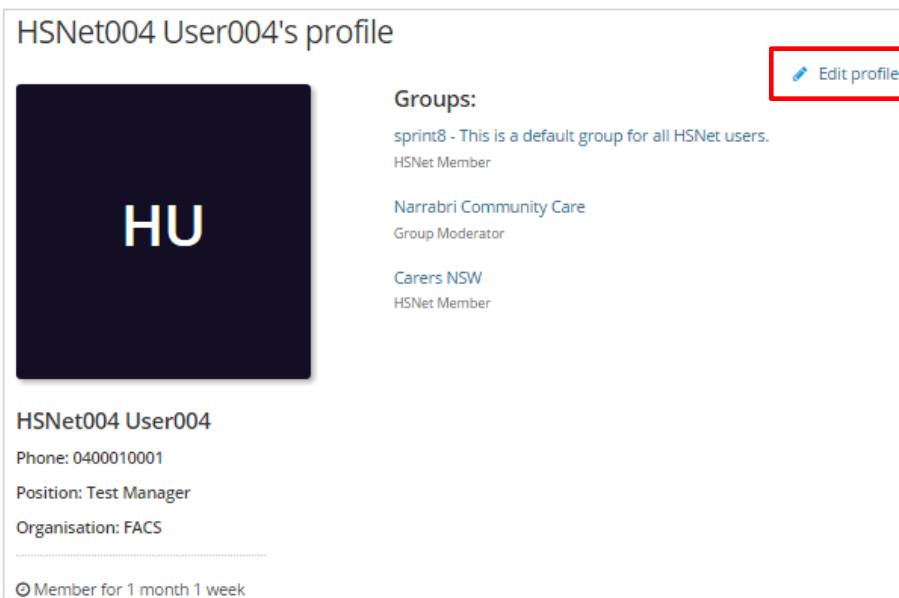 HSNet004 User004's profile
Edit profile
HU
Groups:
sprint8 - This is a default group for all HSNet users.
HSNet Member
Narrabri Community Care
Group Moderator
Carers NSW
HSNet Member
HSNet004 User004
Phone: 0400010001
Position: Test Manager
Organisation: FACS
Member for 1 month 1 week